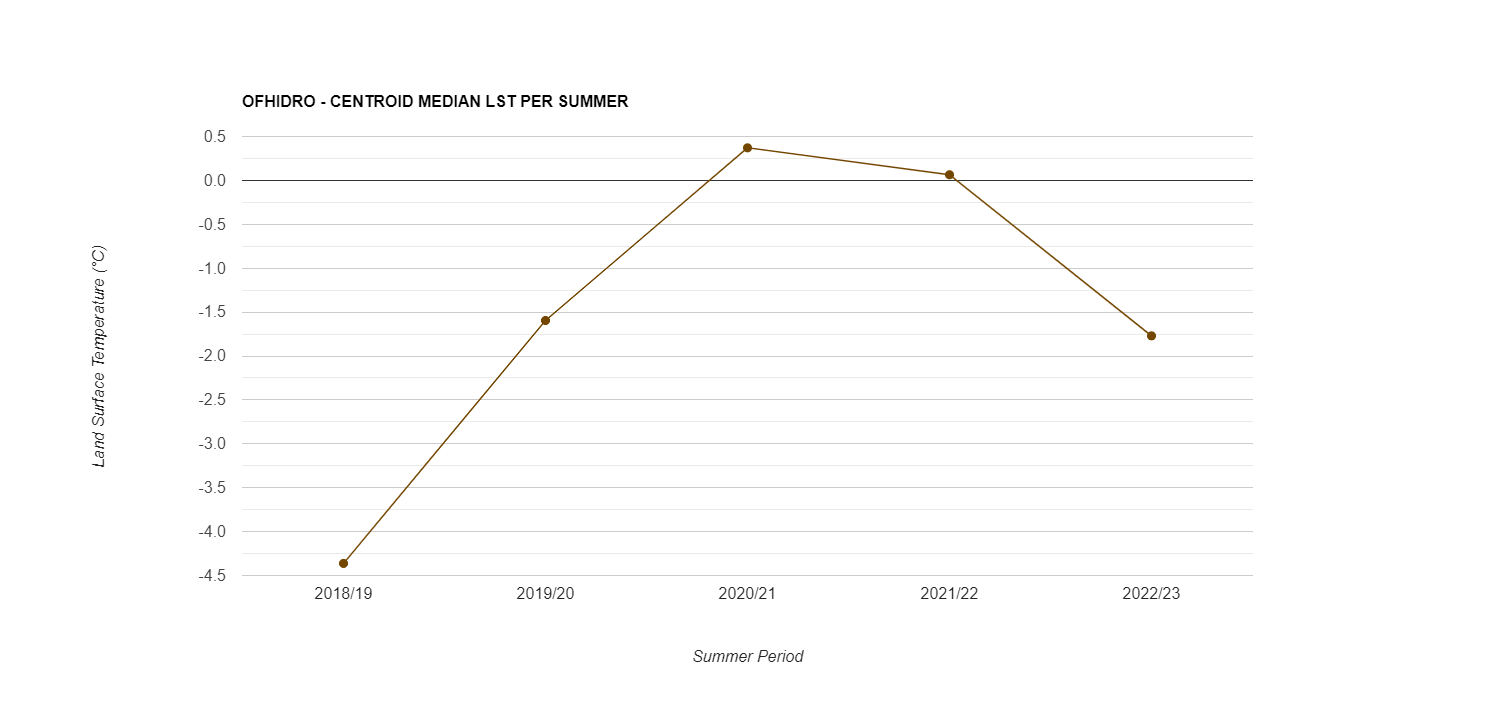 OFHIDRO - CENTROID MEDIAN LST PER SUMMER
0.5
0.0
-0.5
-1.0
-1.5
-2.0
-2.5
-3.0
-3.5
-4.0
-4.5
Land Surface Temperature (°C)
2018/19 2019/20 2020/21 2021/22 2022/23
Summer Period